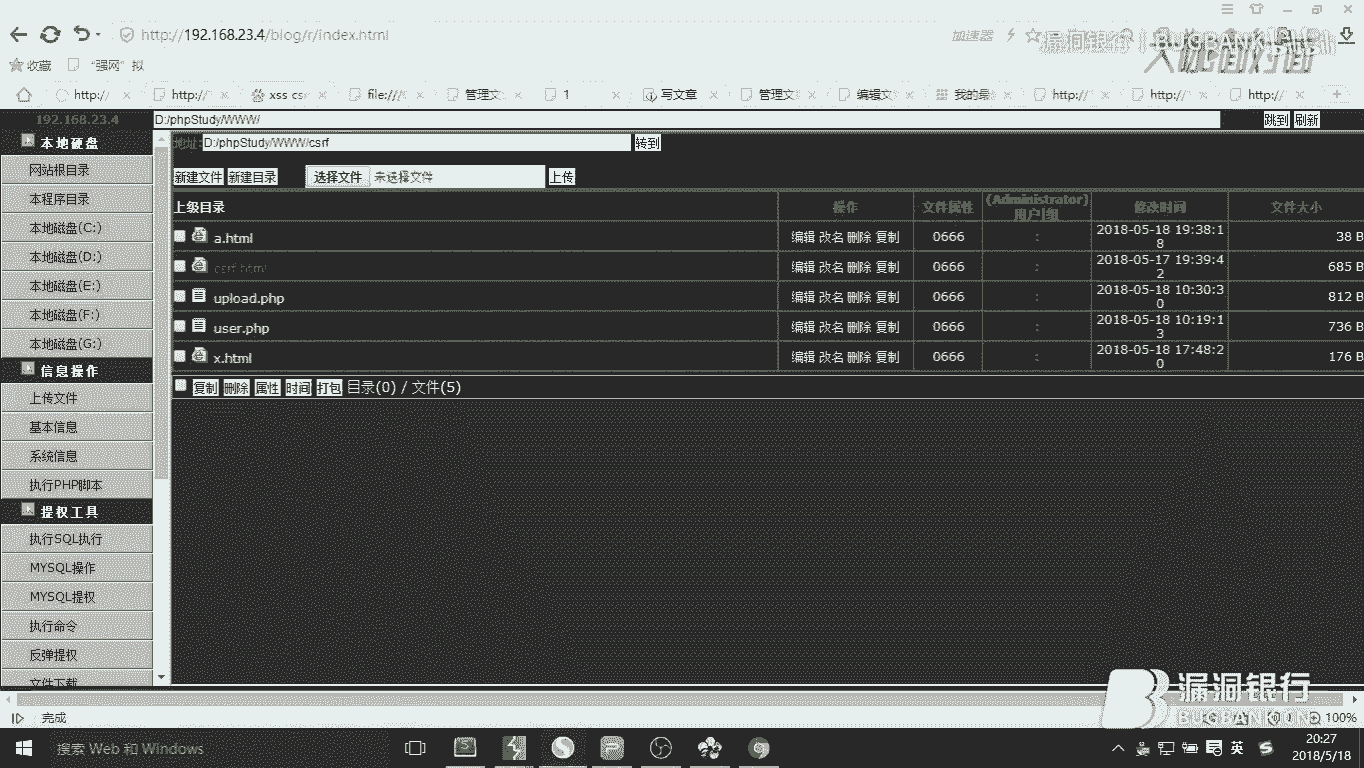 http://192.168.23.4/blog/r/index.html
加速器
漏洞银行 | BUGBANK
人 面对面
收藏 “强网” 拟
http:/ http:/ xss csr file:/// 管理文 1 写文章 管理文 编辑文 我的最 http:/ http:/ http:/
192.168.23.4 D:/phpStudy/WWW/ 跳到 刷新
本地硬盘
地址: D:/phpStudy/WWW/csrf 转到
网站根目录
新建文件 新建目录 选择文件 未选择文件 上传
本程序目录
上级目录 操作 文件属性 (Administrator)用户|组 修改时间 文件大小
本地磁盘(C:)
a.html 编辑 改名 删除 复制 0666 : 2018-05-18 19:38:18 38 B
本地磁盘(D:)
csrf.html 编辑 改名 删除 复制 0666 : 2018-05-17 19:39:42 685 B
本地磁盘(E:)
upload.php 编辑 改名 删除 复制 0666 : 2018-05-18 10:30:30 812 B
本地磁盘(F:)
user.php 编辑 改名 删除 复制 0666 : 2018-05-18 10:19:13 736 B
本地磁盘(G:)
x.html 编辑 改名 删除 复制 0666 : 2018-05-18 17:48:20 176 B
信息操作
复制 删除 属性 时间 打包 目录(0) / 文件(5)
上传文件
基本信息
系统信息
执行PHP脚本
提权工具
执行SQL执行
MYSQL操作
MYSQL提权
执行命令
反弹提权
文件下载
漏洞银行
BUGBANK.CN
完成
100%
搜索 Web 和 Windows
英
20:27
2018/5/18